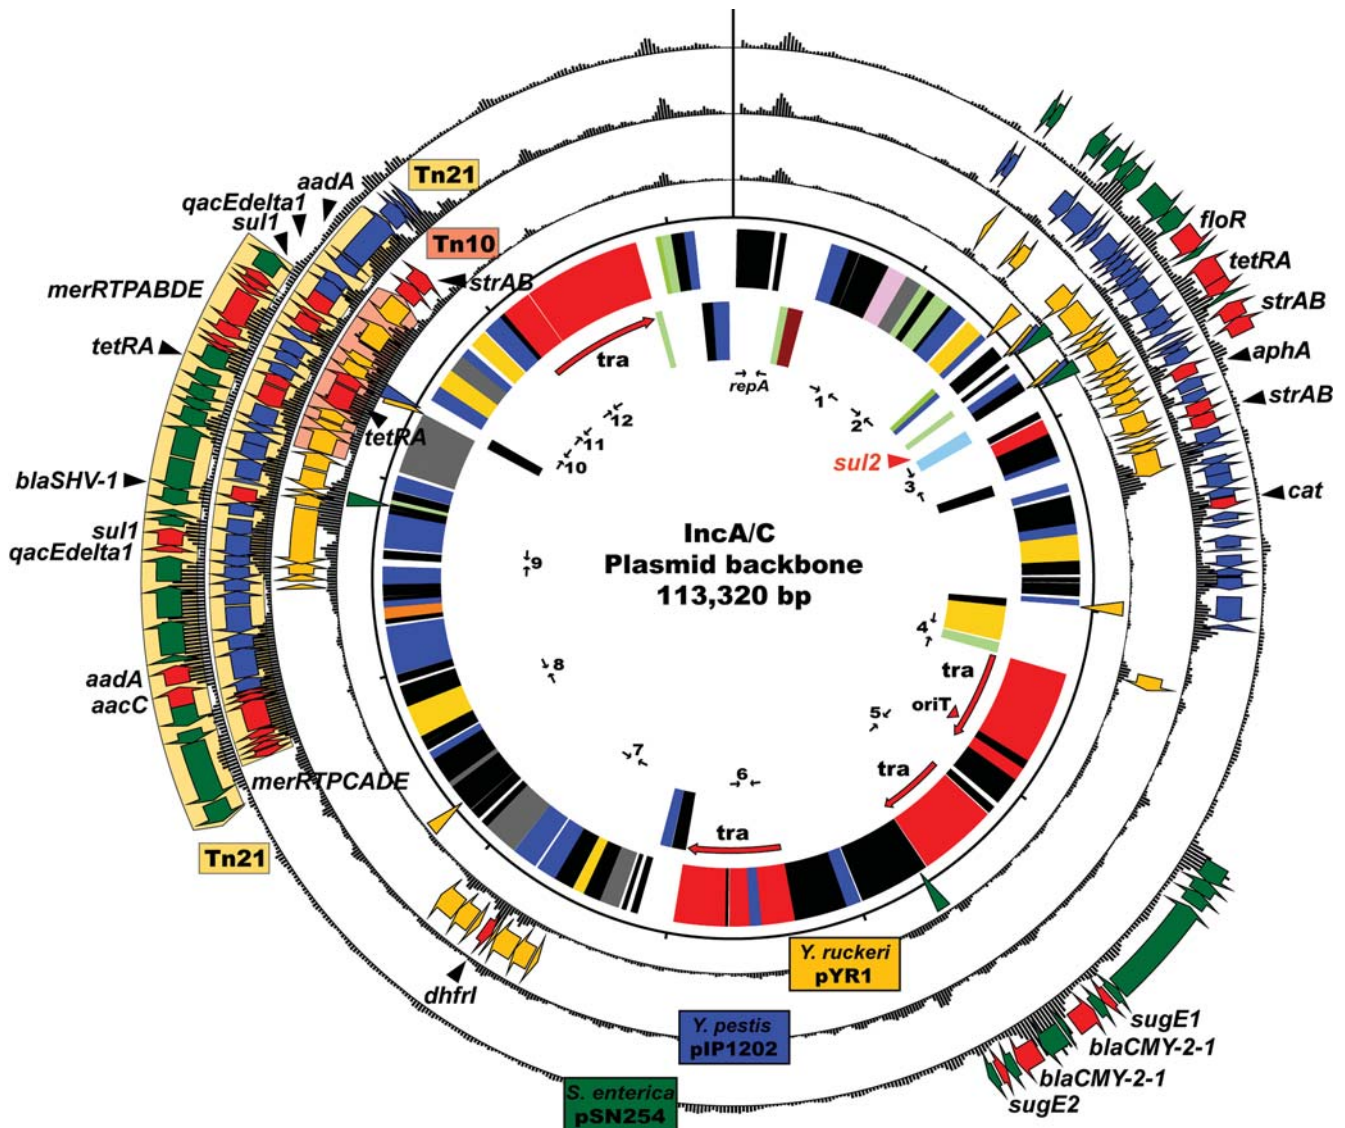 Tn21
aadA
qacEdelta1
sul1
Tn10
strAB
merRTPABDE
tetRA
tetRA
blaSHV-1
sul1
qacEdelta1
aadA
aacC
merRTPCADE
Tn21
dhfrI
floR
tetRA
strAB
aphA
strAB
cat
sugE1
blaCMY-2-1
blaCMY-2-1
sugE2
tra
repA
1
2
sul2
3
4
tra
oriT
5
tra
6
tra
7
8
9
10
11
12
IncA/C
Plasmid backbone
113,320 bp
Y. ruckeri
pYR1
Y. pestis
pIP1202
S. enterica
pSN254